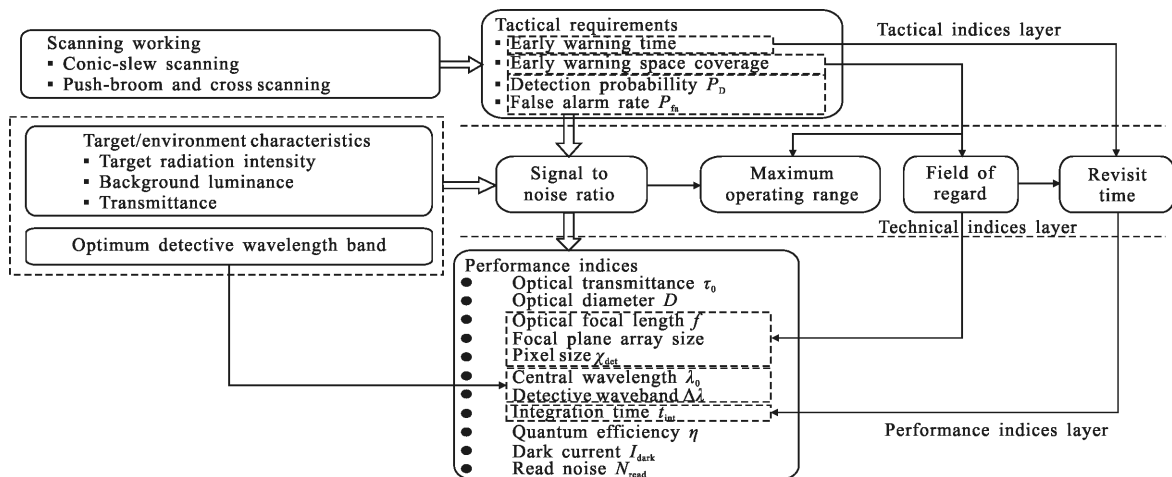 Scanning working
▪ Conic-slew scanning
▪ Push-broom and cross scanning
Tactical requirements
▪ Early warning time
▪ Early warning space coverage
▪ Detection probabillity P_D
▪ False alarm rate P_fa
Tactical indices layer
Target/environment characteristics
▪ Target radiation intensity
▪ Background luminance
▪ Transmittance
Optimum detective wavelength band
Signal to
noise ratio
Maximum
operating range
Field of
regard
Revisit
time
Technical indices layer
Performance indices
● Optical transmittance τ_0
● Optical diameter D
● Optical focal length f
● Focal plane array size
● Pixel size χ_det
● Central wavelength λ_0
● Detective waveband Δλ
● Integration time t_int
● Quantum efficiency η
● Dark current I_dark
● Read noise N_read
Performance indices layer